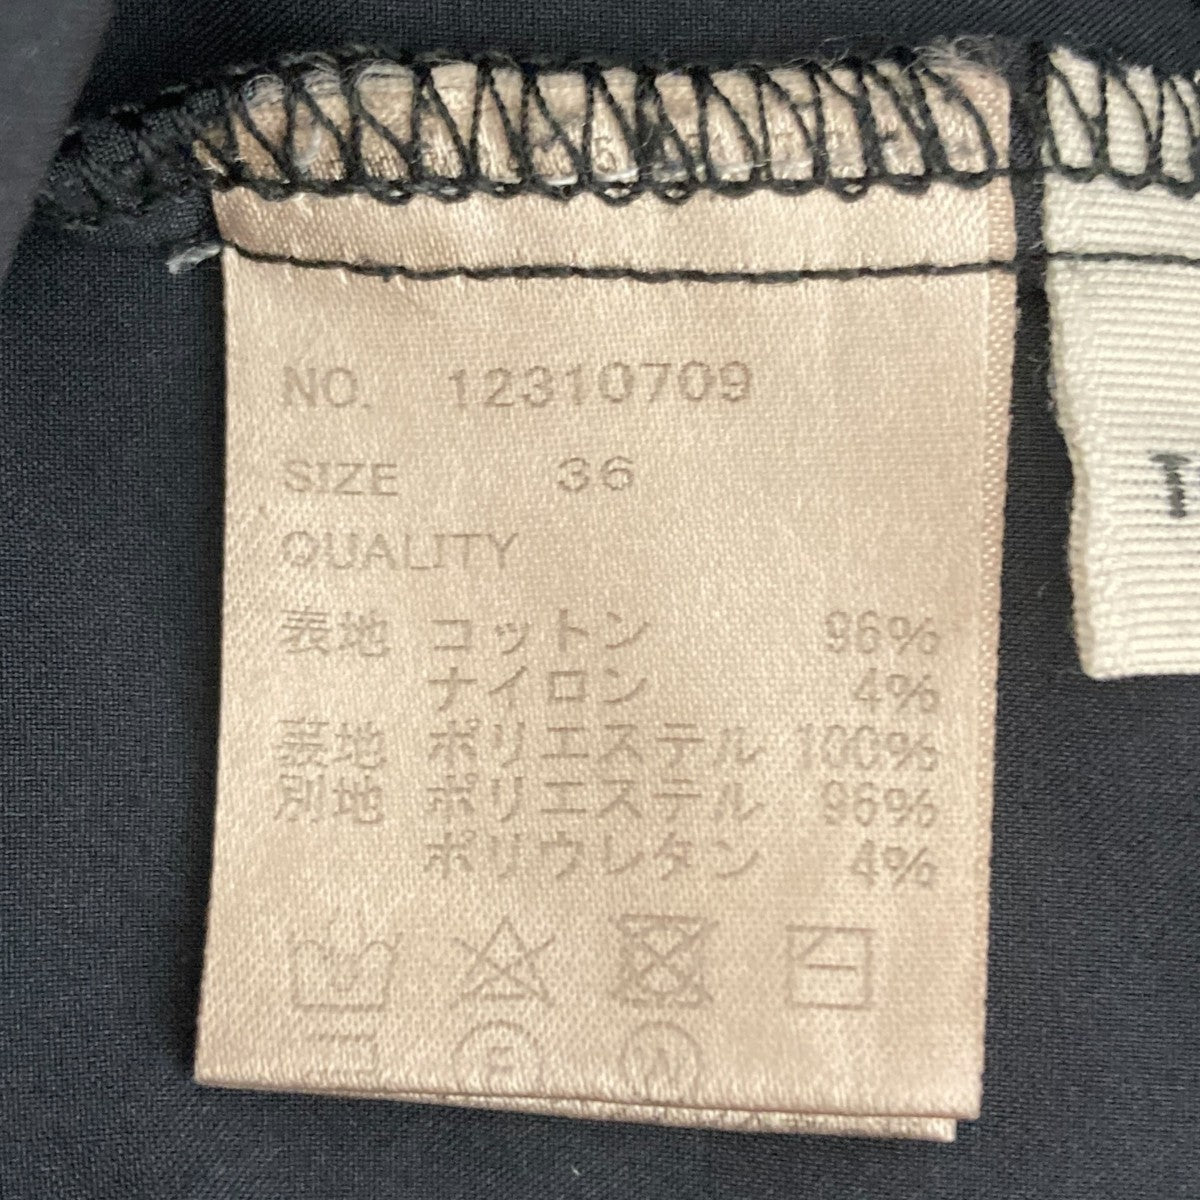 NO. 12310709
SIZE 36
QUALITY
表地 コットン 96%
ナイロン 4%
裏地 ポリエステル 100%
別地 ポリエステル 96%
ポリウレタン 4%
F
W